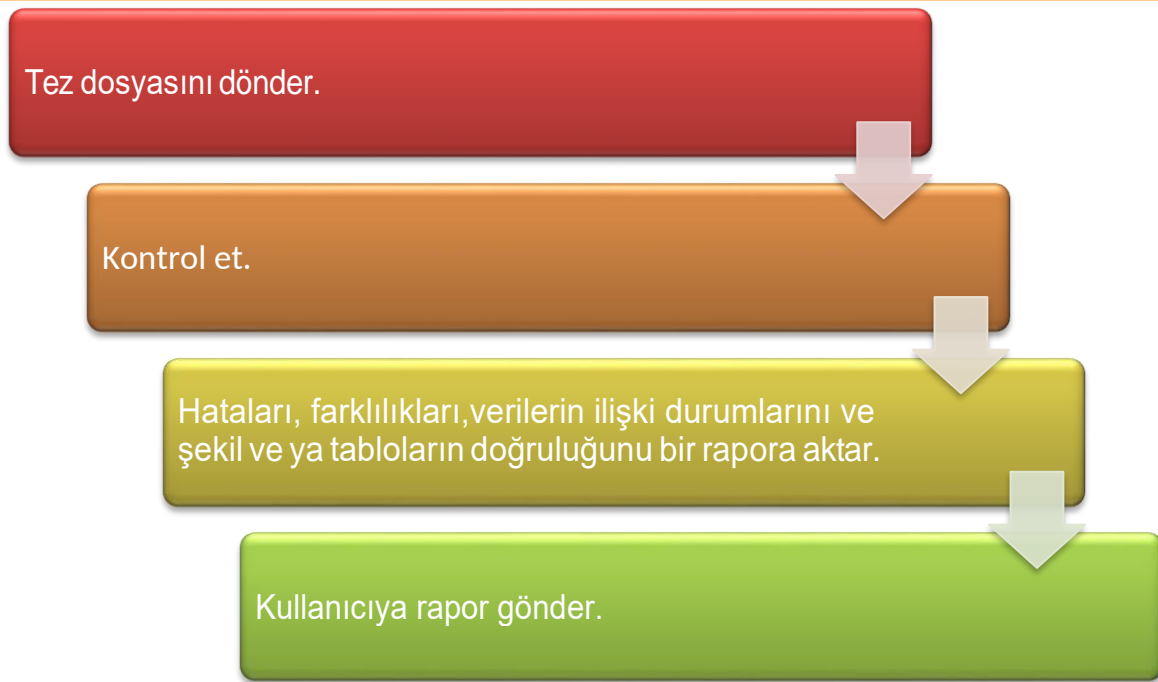 Tez dosyasını dönder.
Kontrol et.
Hataları, farklılıkları,verilerin ilişki durumlarını ve
şekil ve ya tabloların doğruluğunu bir rapora aktar.
Kullanıcıya rapor gönder.